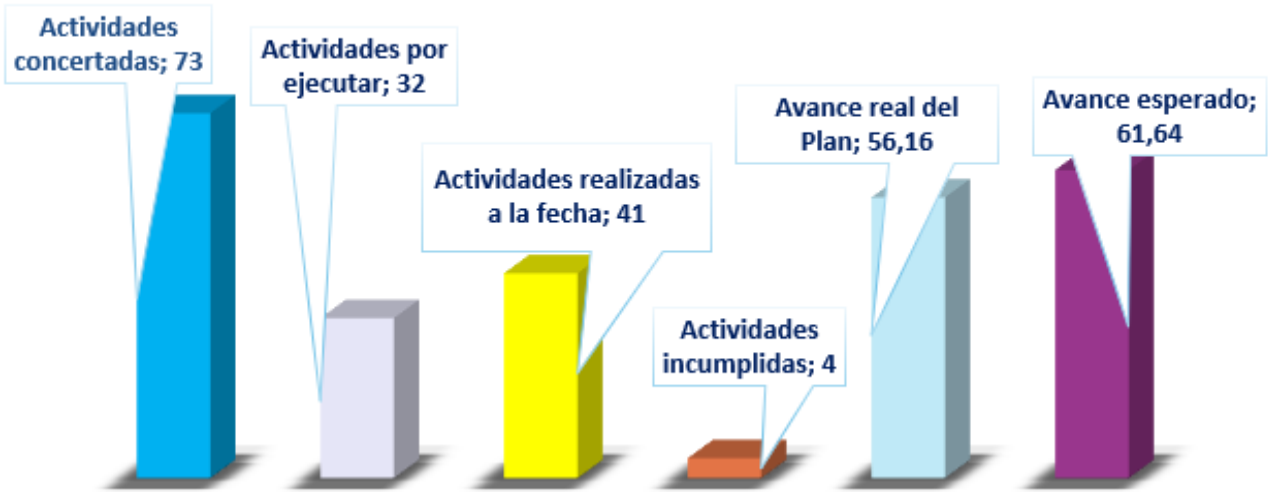 Actividades
concertadas; 73
Actividades por
ejecutar; 32
Actividades realizadas
a la fecha; 41
Actividades
incumplidas; 4
Avance real del
Plan; 56,16
Avance esperado;
61,64